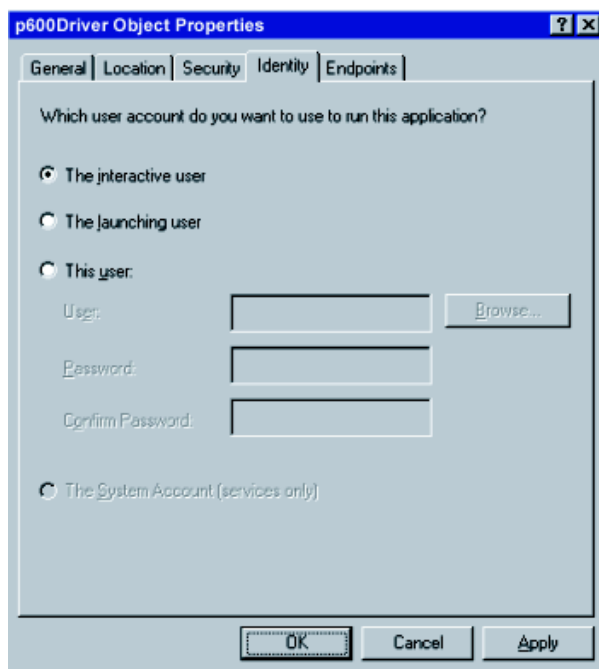 p600Driver Object Properties
General Location Security Identity Endpoints
Which user account do you want to use to run this application?
The interactive user
The launching user
This user:
User:
Browse...
Password:
Confirm Password:
The System Account (services only)
OK Cancel Apply